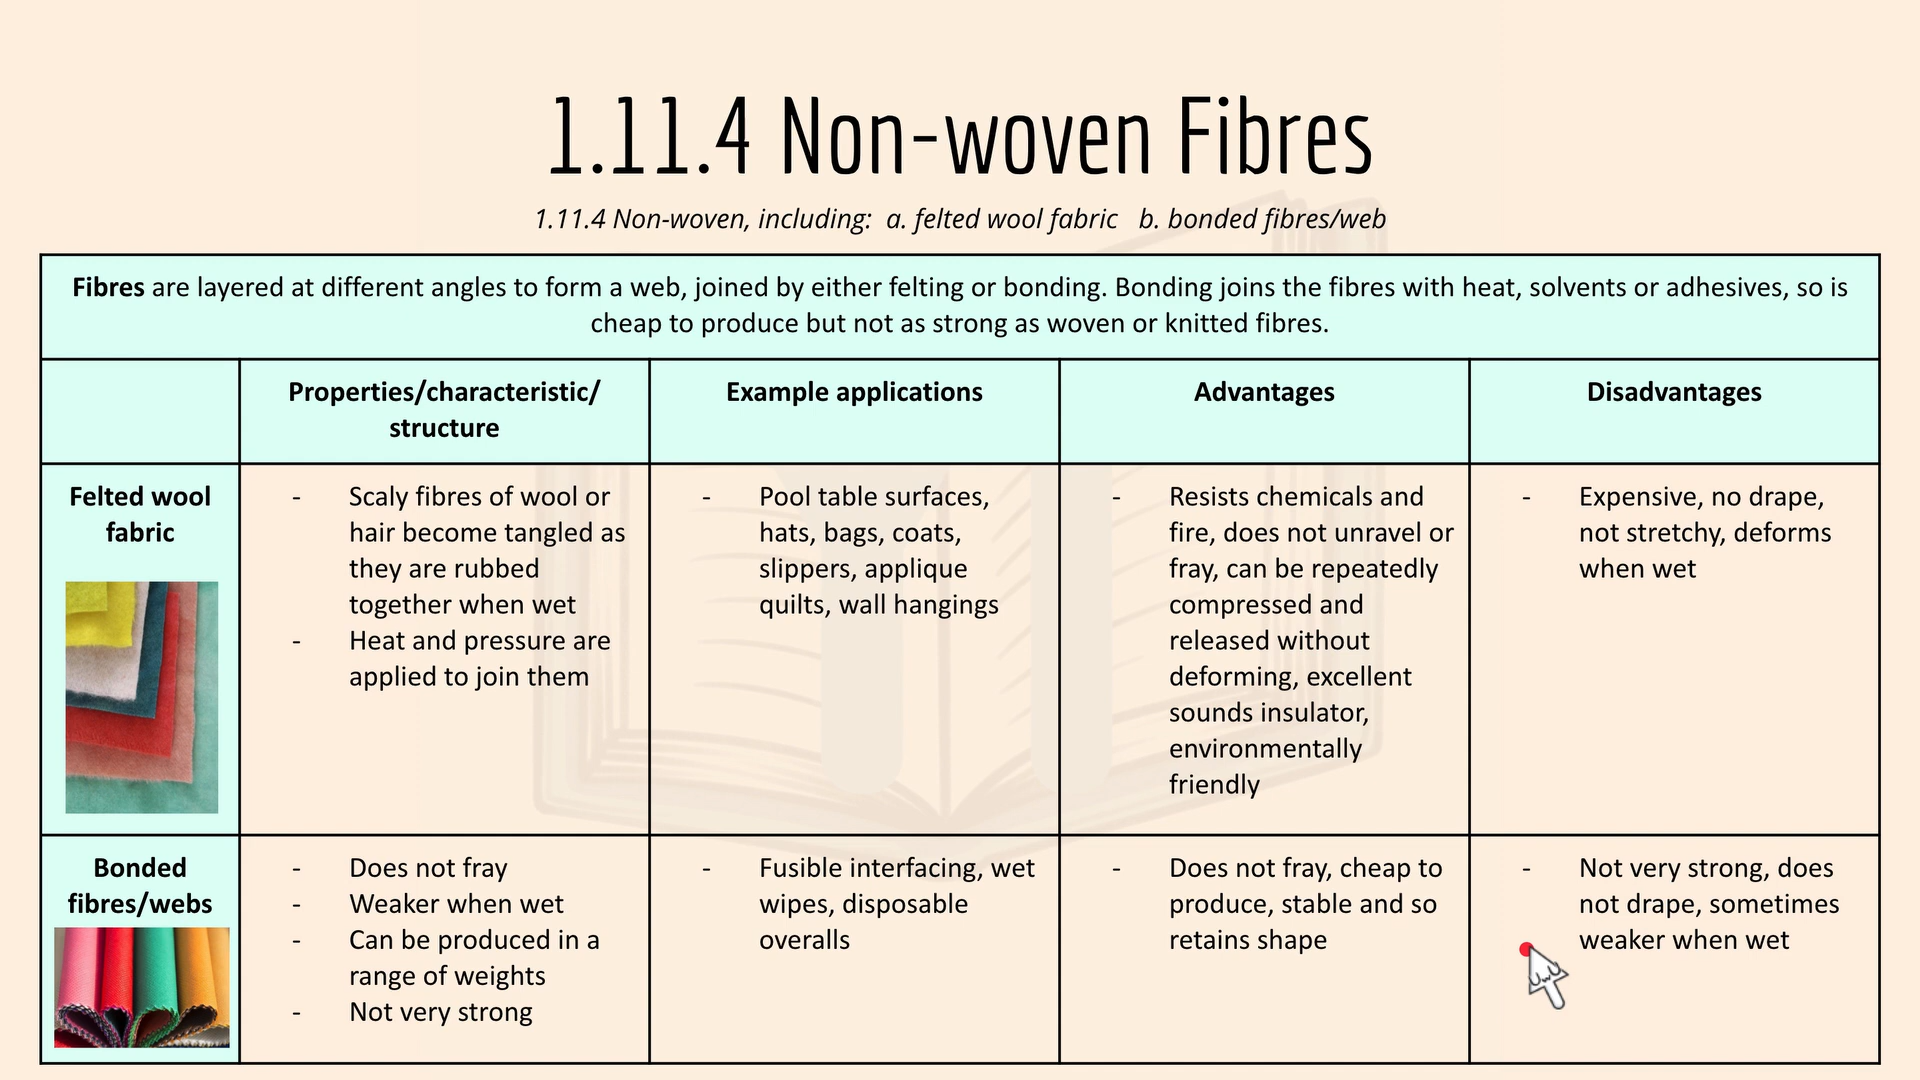 1.11.4 Non-woven Fibres
1.11.4 Non-woven, including:  a. felted wool fabric   b. bonded fibres/web
Fibres are layered at different angles to form a web, joined by either felting or bonding. Bonding joins the fibres with heat, solvents or adhesives, so is
cheap to produce but not as strong as woven or knitted fibres.
Properties/characteristic/
structure
Example applications
Advantages
Disadvantages
Felted wool
fabric
- Scaly fibres of wool or
hair become tangled as
they are rubbed
together when wet
- Heat and pressure are
applied to join them
- Pool table surfaces,
hats, bags, coats,
slippers, applique
quilts, wall hangings
- Resists chemicals and
fire, does not unravel or
fray, can be repeatedly
compressed and
released without
deforming, excellent
sounds insulator,
environmentally
friendly
- Expensive, no drape,
not stretchy, deforms
when wet
Bonded
fibres/webs
- Does not fray
- Weaker when wet
- Can be produced in a
range of weights
- Not very strong
- Fusible interfacing, wet
wipes, disposable
overalls
- Does not fray, cheap to
produce, stable and so
retains shape
- Not very strong, does
not drape, sometimes
weaker when wet